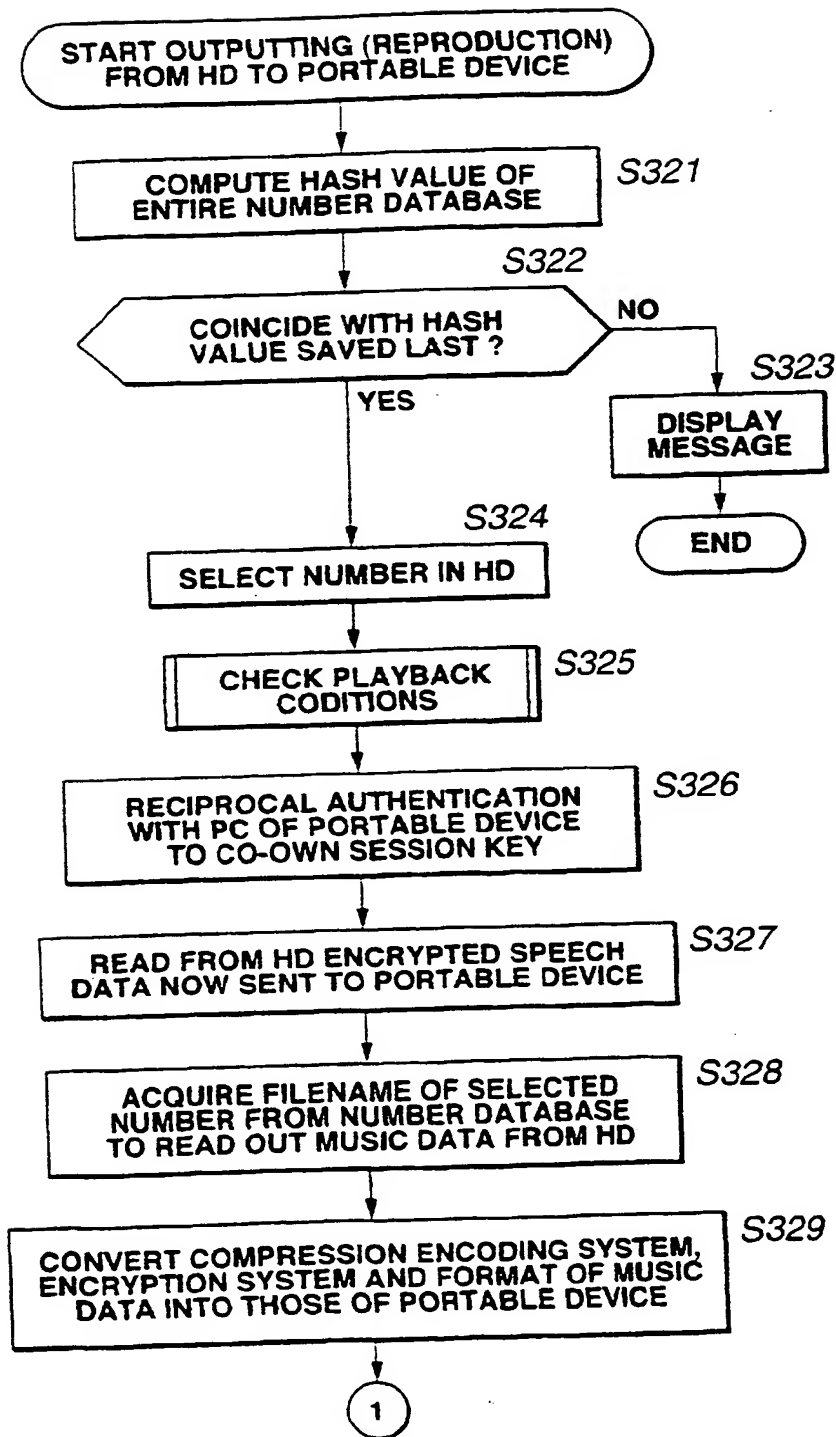 START OUTPUTTING (REPRODUCTION)
FROM HD TO PORTABLE DEVICE
COMPUTE HASH VALUE OF
ENTIRE NUMBER DATABASE
S321
S322
COINCIDE WITH HASH
VALUE SAVED LAST ?
NO
YES
S323
DISPLAY
MESSAGE
END
S324
SELECT NUMBER IN HD
CHECK PLAYBACK
CODITIONS
S325
RECIPROCAL AUTHENTICATION
WITH PC OF PORTABLE DEVICE
TO CO-OWN SESSION KEY
S326
READ FROM HD ENCRYPTED SPEECH
DATA NOW SENT TO PORTABLE DEVICE
S327
ACQUIRE FILENAME OF SELECTED
NUMBER FROM NUMBER DATABASE
TO READ OUT MUSIC DATA FROM HD
S328
CONVERT COMPRESSION ENCODING SYSTEM,
ENCRYPTION SYSTEM AND FORMAT OF MUSIC
DATA INTO THOSE OF PORTABLE DEVICE
S329
1